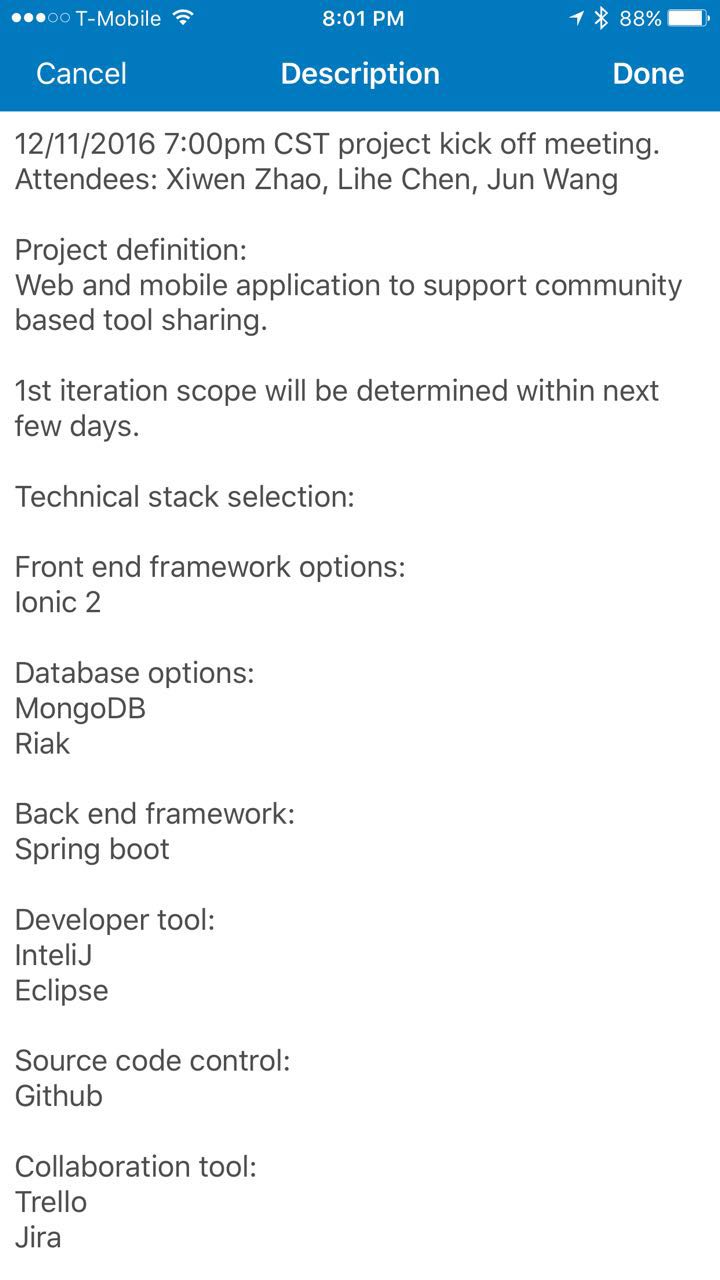 T-Mobile 8:01 PM 88%
Cancel Description Done
12/11/2016 7:00pm CST project kick off meeting.
Attendees: Xiwen Zhao, Lihe Chen, Jun Wang
Project definition:
Web and mobile application to support community
based tool sharing.
1st iteration scope will be determined within next
few days.
Technical stack selection:
Front end framework options:
Ionic 2
Database options:
MongoDB
Riak
Back end framework:
Spring boot
Developer tool:
InteliJ
Eclipse
Source code control:
Github
Collaboration tool:
Trello
Jira